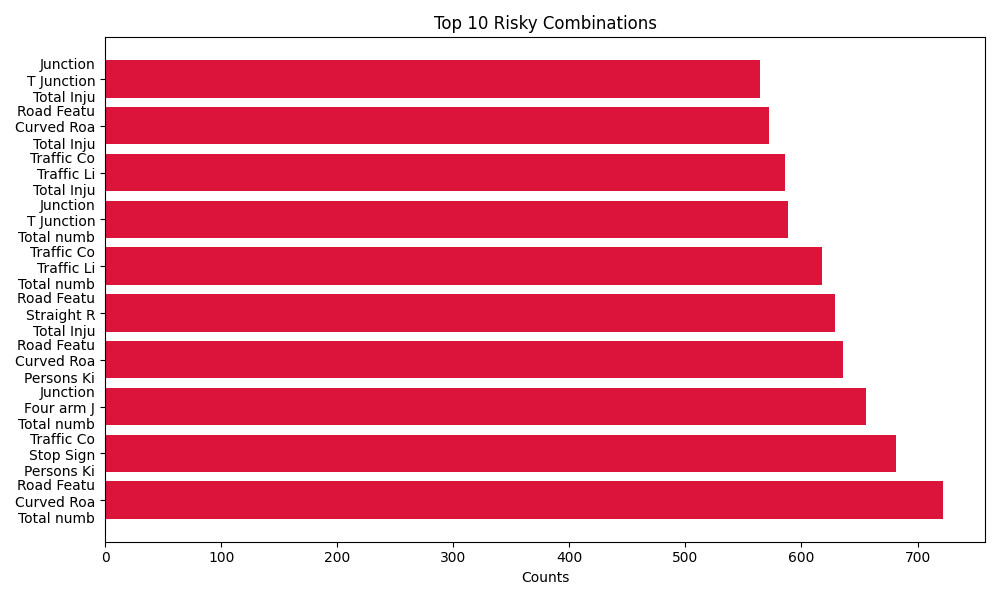 Top 10 Risky Combinations
Junction
T Junction
Total Inju
Road Featu
Curved Roa
Total Inju
Traffic Co
Traffic Li
Total Inju
Junction
T Junction
Total numb
Traffic Co
Traffic Li
Total numb
Road Featu
Straight R
Total Inju
Road Featu
Curved Roa
Persons Ki
Junction
Four arm J
Total numb
Traffic Co
Stop Sign
Persons Ki
Road Featu
Curved Roa
Total numb
0 100 200 300 400 500 600 700
Counts